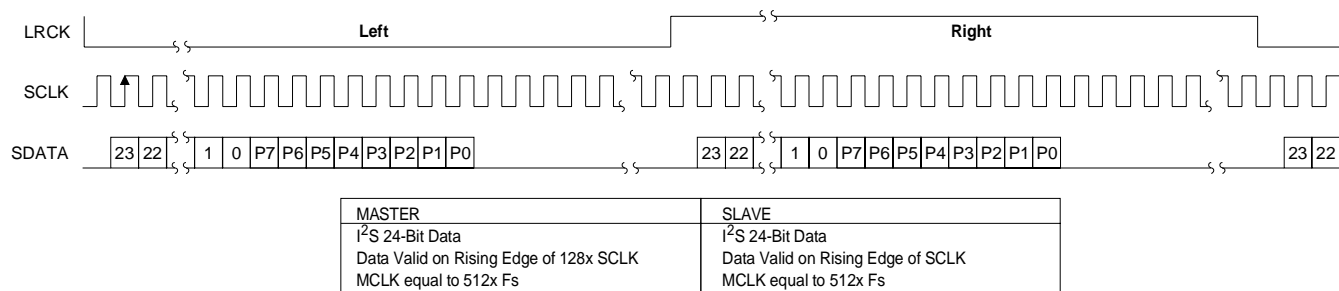 LRCK Left Right
SCLK
SDATA 23 22 1 0 P7 P6 P5 P4 P3 P2 P1 P0 23 22 1 0 P7 P6 P5 P4 P3 P2 P1 P0 23 22
MASTER SLAVE
I²S 24-Bit Data I²S 24-Bit Data
Data Valid on Rising Edge of 128x SCLK Data Valid on Rising Edge of SCLK
MCLK equal to 512x Fs MCLK equal to 512x Fs